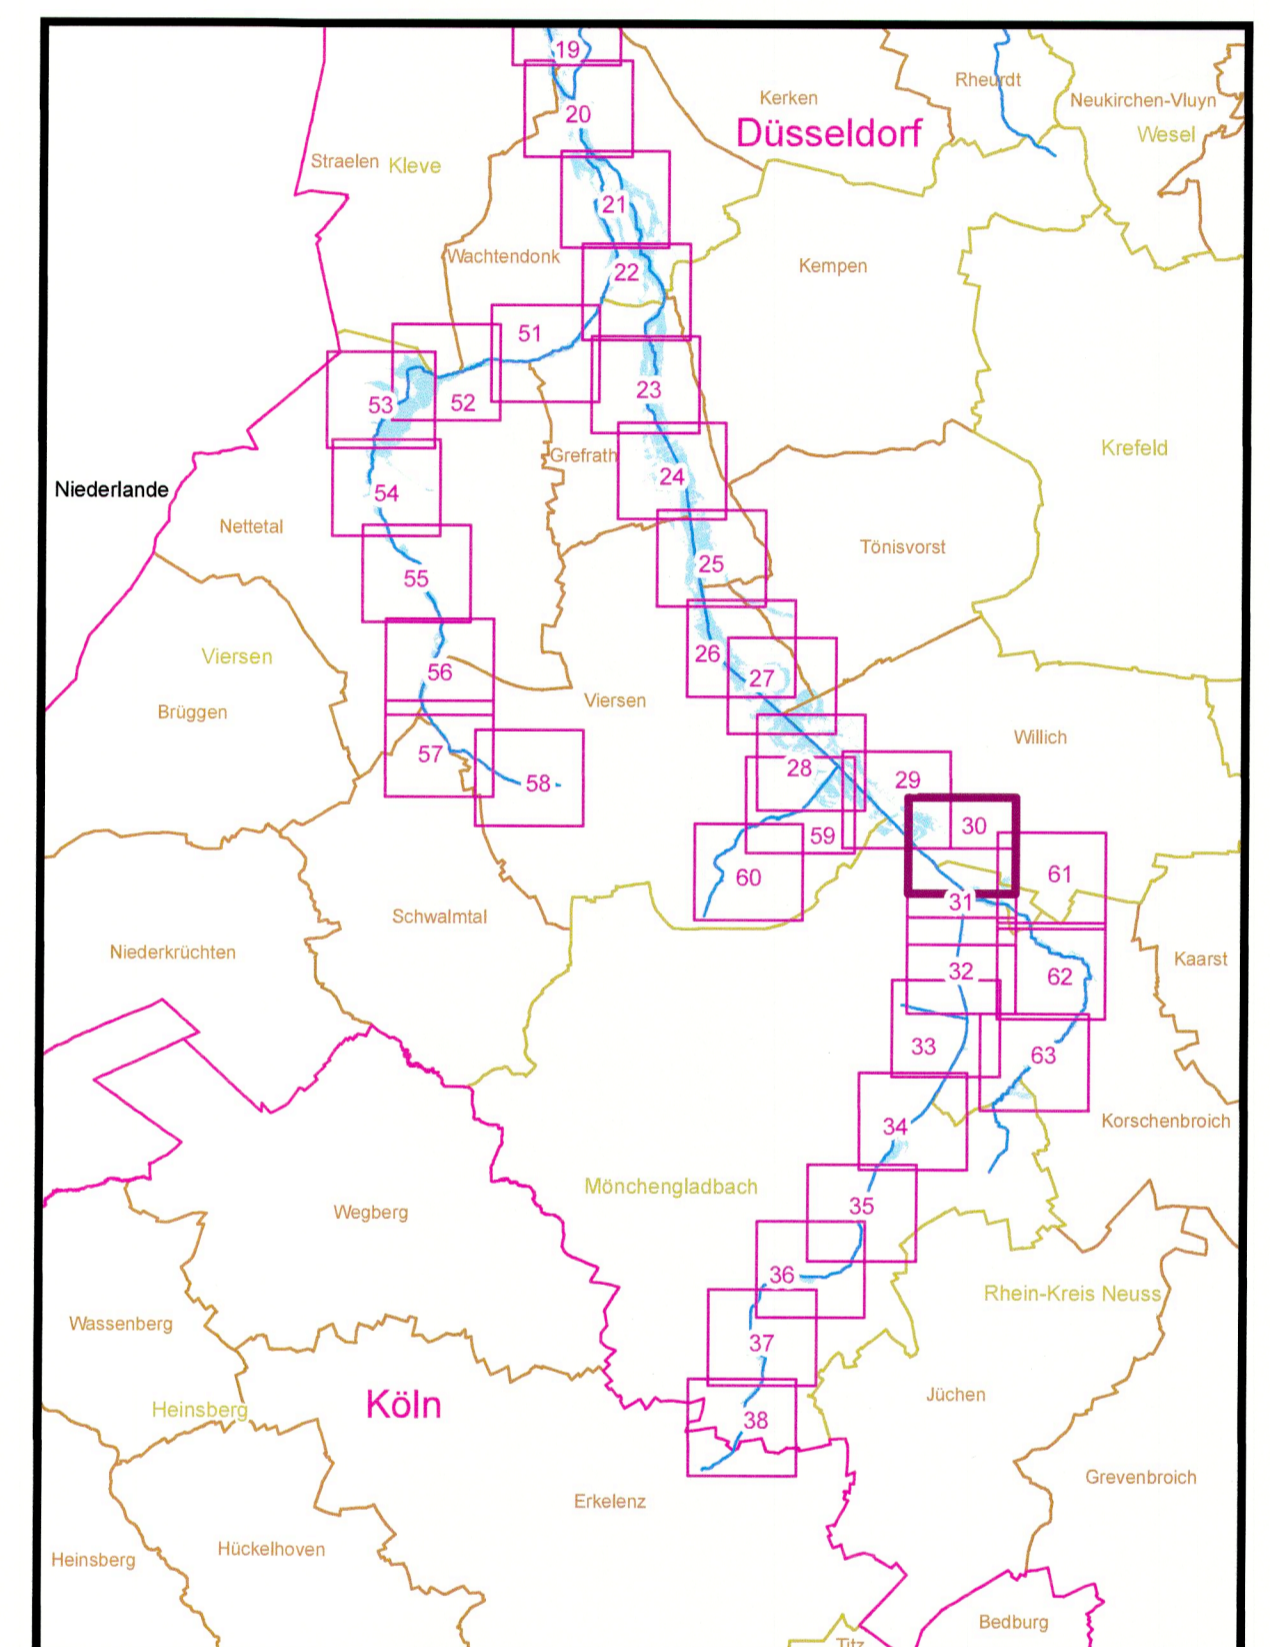 19
Rheurdt
Kerken
Neukirchen-Vluyn
20
Düsseldorf
Wesel
Straelen
Kleve
21
Wachtendonk
22
Kempen
51
23
53
52
Krefeld
Grefrath
24
Niederlande
54
Nettetal
Tönisvorst
25
55
Viersen
26
56
27
Viersen
Brüggen
Willich
57
28
29
58
30
59
61
60
31
Schwalmtal
Niederkrüchten
Kaarst
32
62
33
63
34
Korschenbroich
Mönchengladbach
35
Wegberg
36
Rhein-Kreis Neuss
Wassenberg
37
Jüchen
Köln
Heinsberg
38
Grevenbroich
Erkelenz
Hückelhoven
Heinsberg
Bedburg
Titz